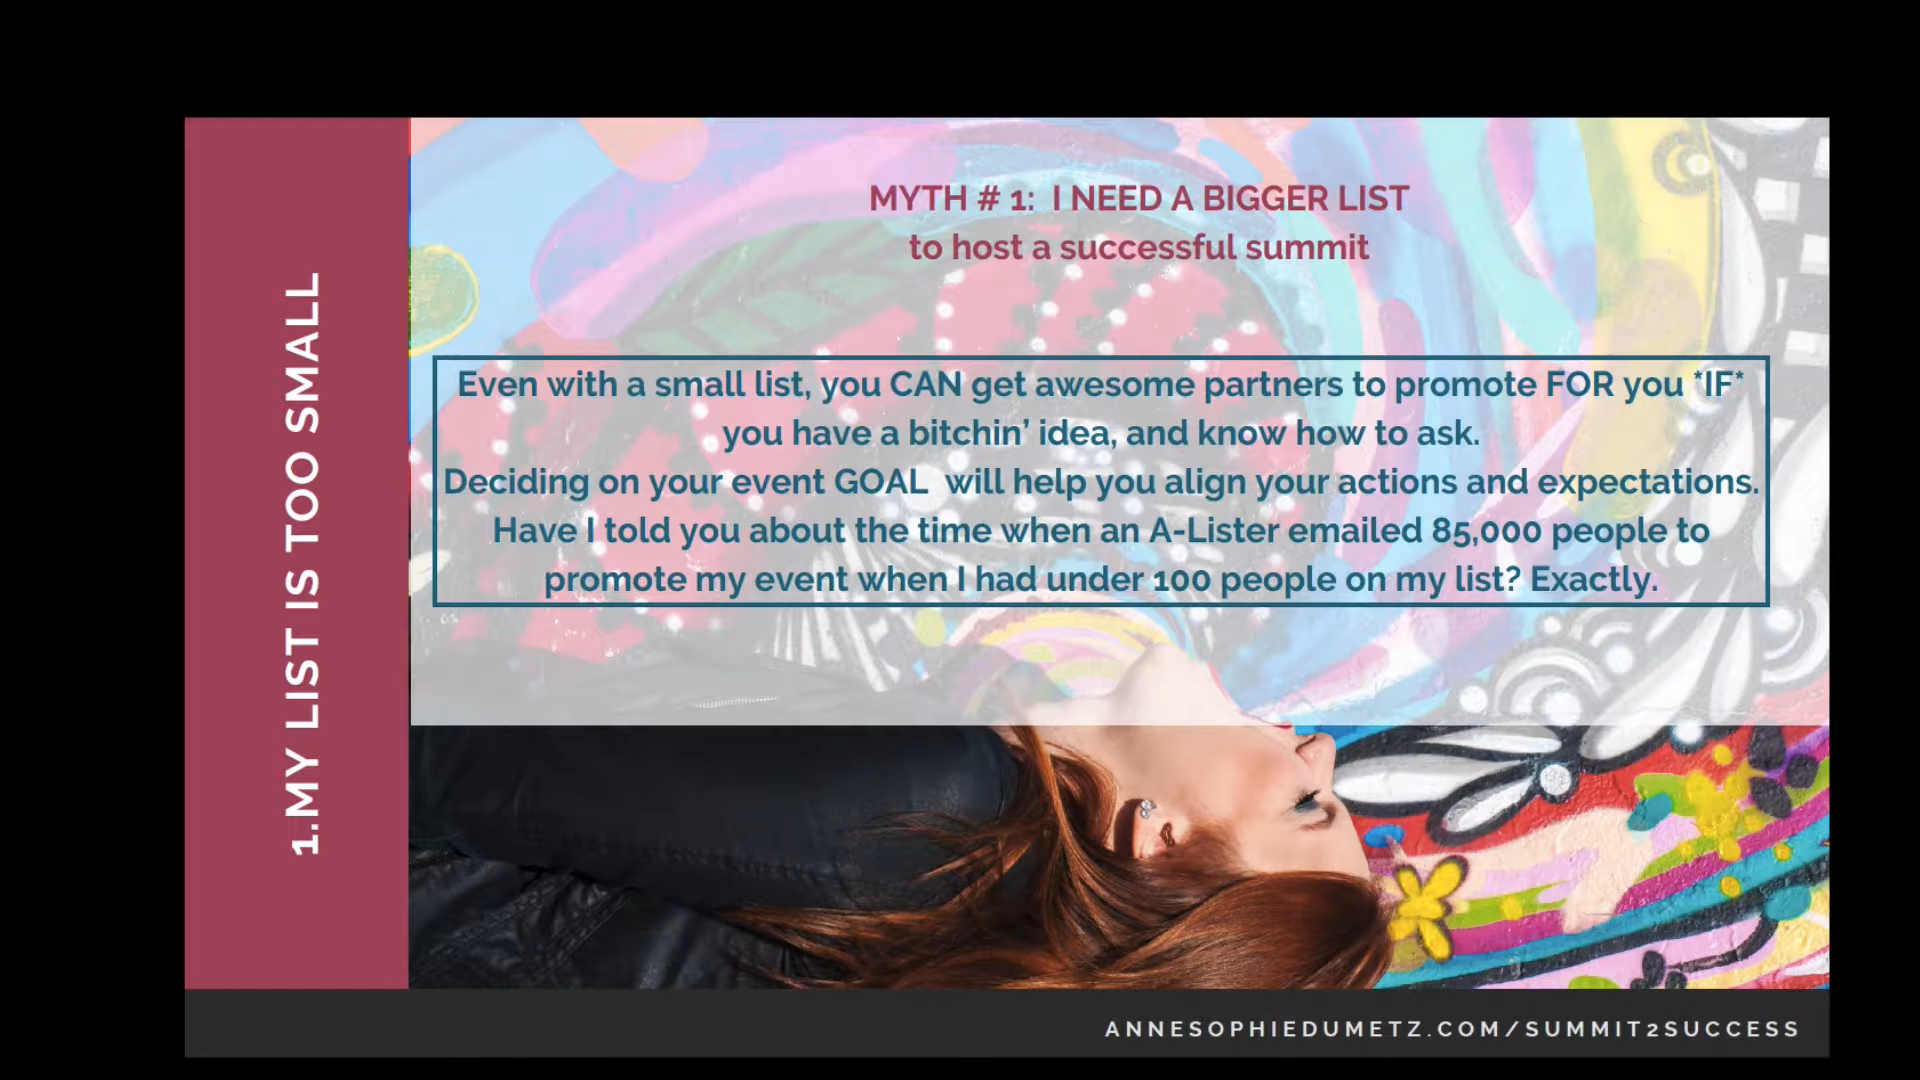 1.MY LIST IS TOO SMALL
MYTH # 1:  I NEED A BIGGER LIST
to host a successful summit
Even with a small list, you CAN get awesome partners to promote FOR you *IF*
you have a bitchin’ idea, and know how to ask.
Deciding on your event GOAL  will help you align your actions and expectations.
Have I told you about the time when an A-Lister emailed 85,000 people to
promote my event when I had under 100 people on my list? Exactly.
ANNESOPHIEDUMETZ.COM/SUMMIT2SUCCESS